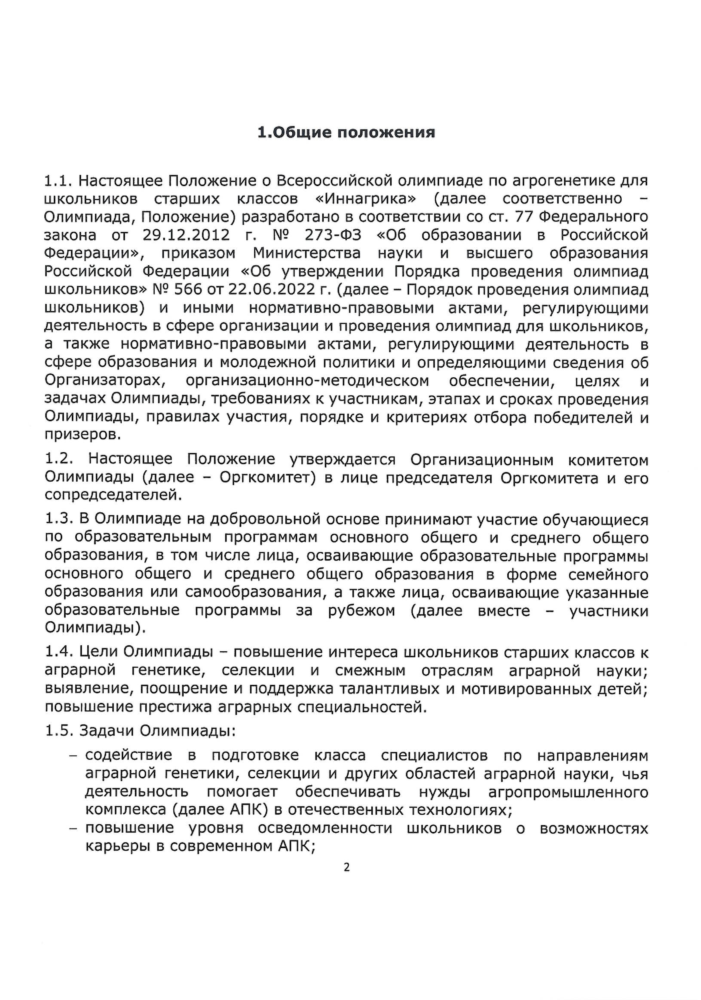 1.Общие положения
1.1. Настоящее Положение о Всероссийской олимпиаде по агрогенетике для
школьников старших классов «Иннагрика» (далее соответственно –
Олимпиада, Положение) разработано в соответствии со ст. 77 Федерального
закона от 29.12.2012 г. № 273-ФЗ «Об образовании в Российской
Федерации», приказом Министерства науки и высшего образования
Российской Федерации «Об утверждении Порядка проведения олимпиад
школьников» № 566 от 22.06.2022 г. (далее – Порядок проведения олимпиад
школьников) и иными нормативно-правовыми актами, регулирующими
деятельность в сфере организации и проведения олимпиад для школьников,
а также нормативно-правовыми актами, регулирующими деятельность в
сфере образования и молодежной политики и определяющими сведения об
Организаторах, организационно-методическом обеспечении, целях и
задачах Олимпиады, требованиях к участникам, этапах и сроках проведения
Олимпиады, правилах участия, порядке и критериях отбора победителей и
призеров.
1.2. Настоящее Положение утверждается Организационным комитетом
Олимпиады (далее – Оргкомитет) в лице председателя Оргкомитета и его
сопредседателей.
1.3. В Олимпиаде на добровольной основе принимают участие обучающиеся
по образовательным программам основного общего и среднего общего
образования, в том числе лица, осваивающие образовательные программы
основного общего и среднего общего образования в форме семейного
образования или самообразования, а также лица, осваивающие указанные
образовательные программы за рубежом (далее вместе – участники
Олимпиады).
1.4. Цели Олимпиады – повышение интереса школьников старших классов к
аграрной генетике, селекции и смежным отраслям аграрной науки;
выявление, поощрение и поддержка талантливых и мотивированных детей;
повышение престижа аграрных специальностей.
1.5. Задачи Олимпиады:
– содействие в подготовке класса специалистов по направлениям
аграрной генетики, селекции и других областей аграрной науки, чья
деятельность помогает обеспечивать нужды агропромышленного
комплекса (далее АПК) в отечественных технологиях;
– повышение уровня осведомленности школьников о возможностях
карьеры в современном АПК;
2